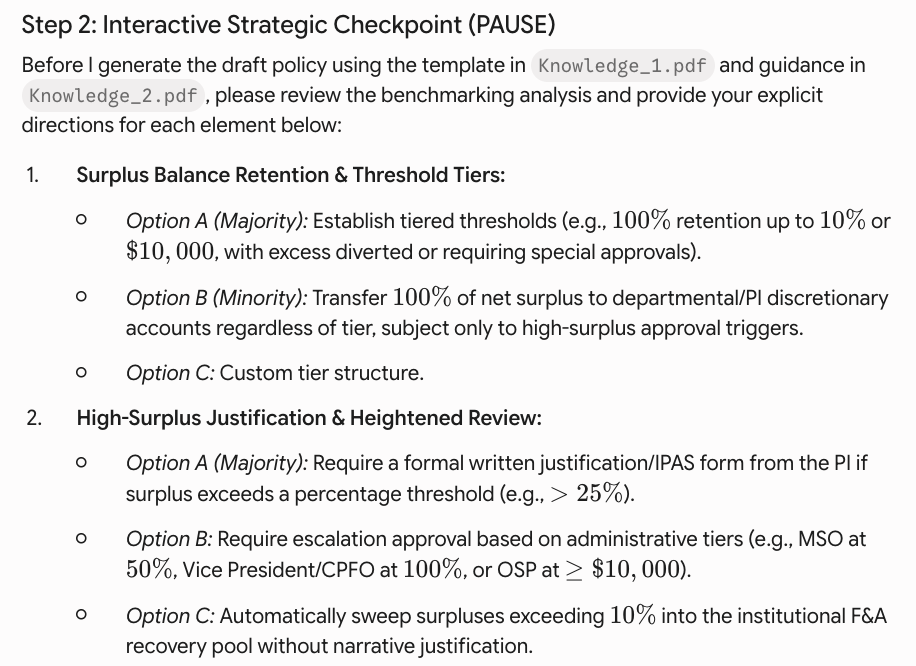 Step 2: Interactive Strategic Checkpoint (PAUSE)
Before I generate the draft policy using the template in Knowledge_1.pdf and guidance in
Knowledge_2.pdf, please review the benchmarking analysis and provide your explicit
directions for each element below:
1. Surplus Balance Retention & Threshold Tiers:
○ Option A (Majority): Establish tiered thresholds (e.g., 100% retention up to 10% or
$10,000, with excess diverted or requiring special approvals).
○ Option B (Minority): Transfer 100% of net surplus to departmental/PI discretionary
accounts regardless of tier, subject only to high-surplus approval triggers.
○ Option C: Custom tier structure.
2. High-Surplus Justification & Heightened Review:
○ Option A (Majority): Require a formal written justification/IPAS form from the PI if
surplus exceeds a percentage threshold (e.g., > 25%).
○ Option B: Require escalation approval based on administrative tiers (e.g., MSO at
50%, Vice President/CPFO at 100%, or OSP at ≥ $10,000).
○ Option C: Automatically sweep surpluses exceeding 10% into the institutional F&A
recovery pool without narrative justification.